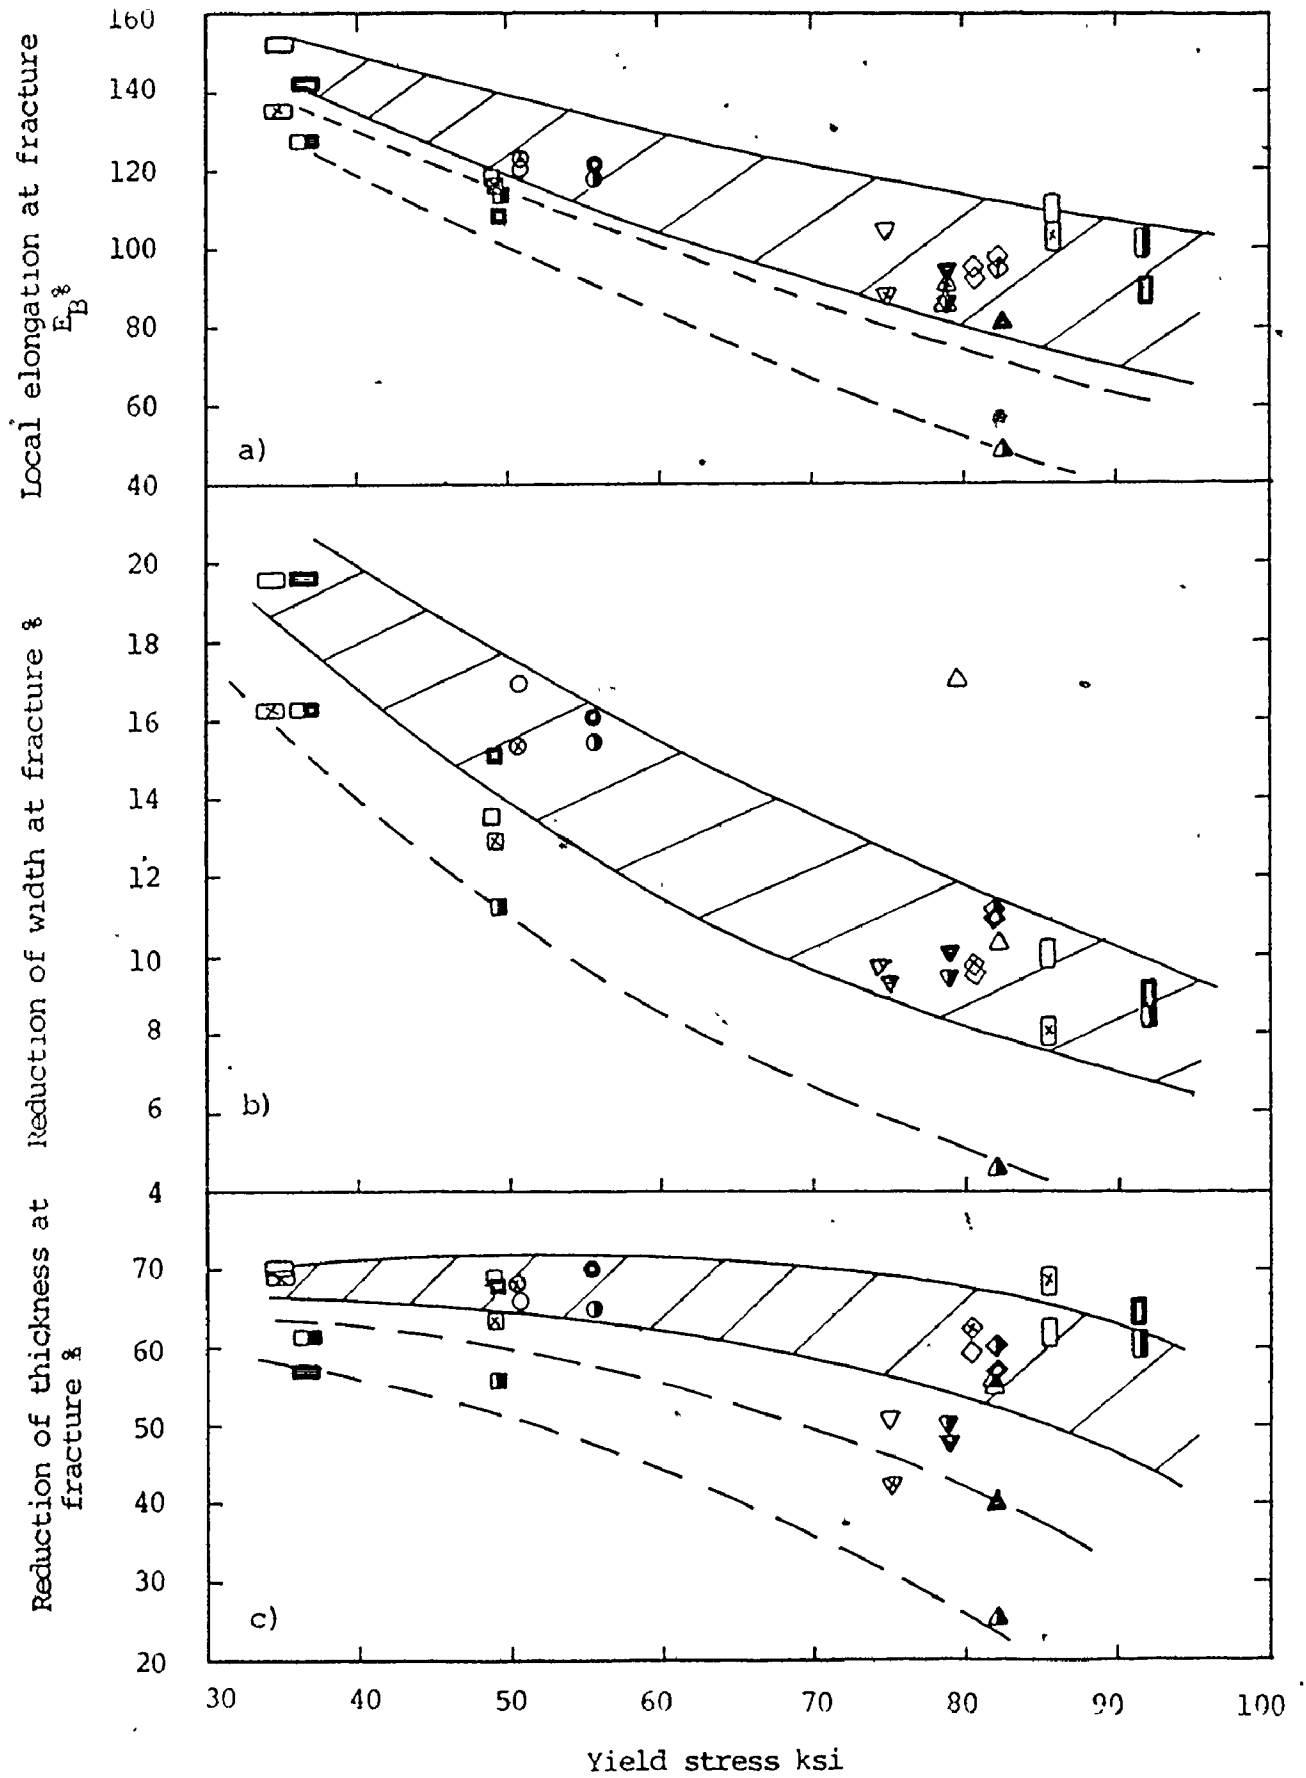 Local elongation at fracture
E_B%
160
140
120
100
80
60
40
a)
Reduction of width at fracture %
20
18
16
14
12
10
8
6
4
b)
Reduction of thickness at
fracture %
70
60
50
40
30
20
c)
30 40 50 60 70 80 90 100
Yield stress ksi